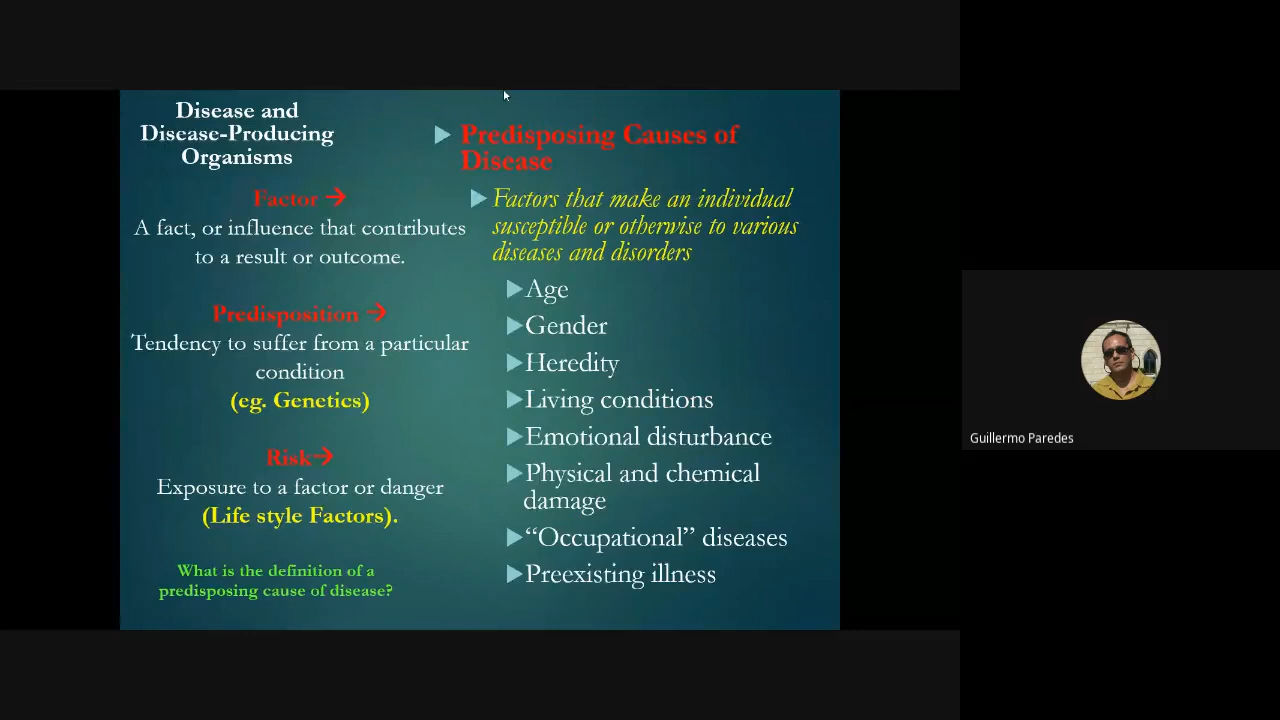 Disease and
Disease-Producing
Organisms
Factor →
A fact, or influence that contributes
to a result or outcome.
Predisposition →
Tendency to suffer from a particular
condition
(eg. Genetics)
Risk→
Exposure to a factor or danger
(Life style Factors).
What is the definition of a
predisposing cause of disease?
Predisposing Causes of
Disease
Factors that make an individual
susceptible or otherwise to various
diseases and disorders
Age
Gender
Heredity
Living conditions
Emotional disturbance
Physical and chemical
damage
“Occupational” diseases
Preexisting illness
Guillermo Paredes